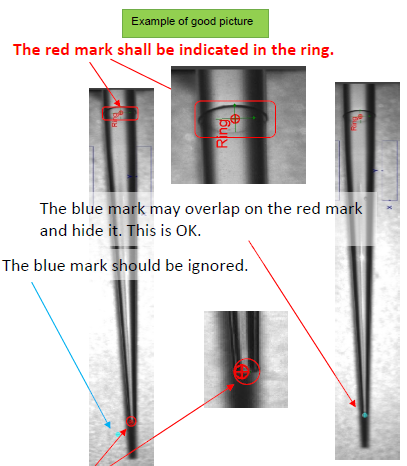 Example of good picture
The red mark shall be indicated in the ring.
Ring
Ring
Ring
The blue mark may overlap on the red mark
and hide it. This is OK.
The blue mark should be ignored.